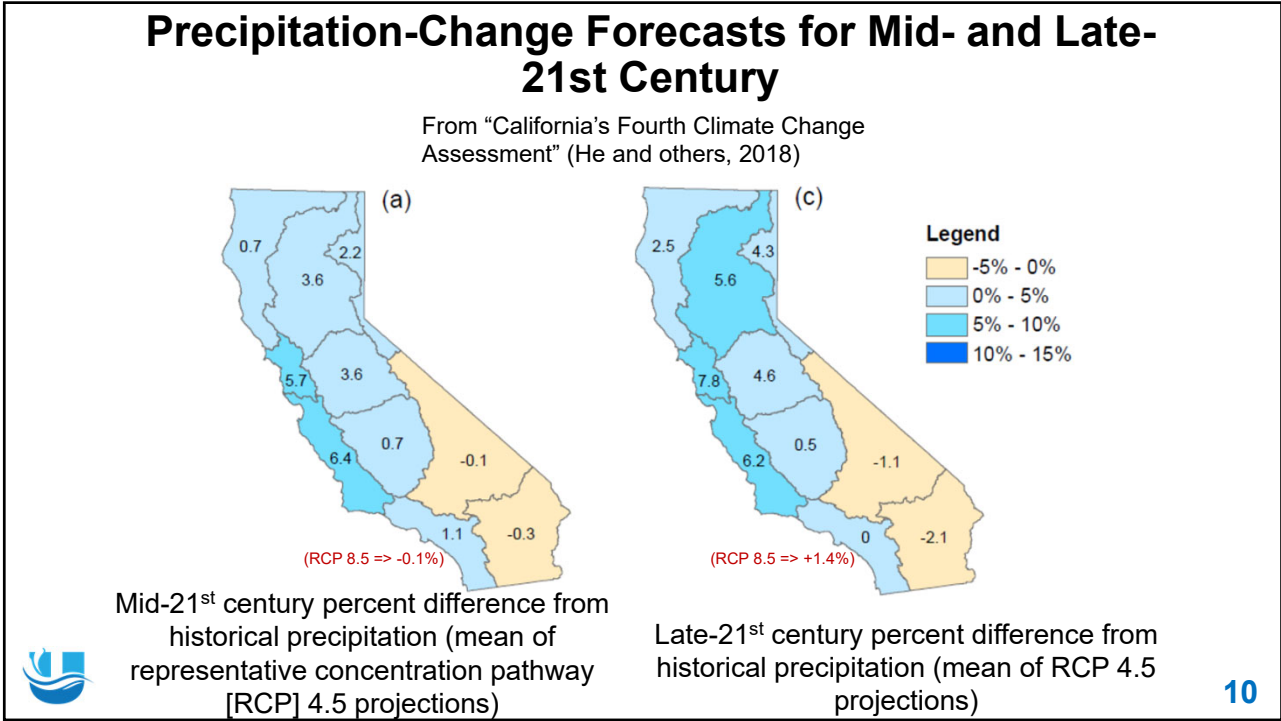 Precipitation-Change Forecasts for Mid- and Late-
21st Century
From “California’s Fourth Climate Change
Assessment” (He and others, 2018)
(a)
0.7
2.2
3.6
5.7
3.6
0.7
6.4
-0.1
1.1
-0.3
(RCP 8.5 => -0.1%)
Mid-21st century percent difference from
historical precipitation (mean of
representative concentration pathway
[RCP] 4.5 projections)
(c)
2.5
4.3
5.6
7.8
4.6
0.5
6.2
-1.1
0
-2.1
(RCP 8.5 => +1.4%)
Late-21st century percent difference from
historical precipitation (mean of RCP 4.5
projections)
Legend
-5% - 0%
0% - 5%
5% - 10%
10% - 15%
10